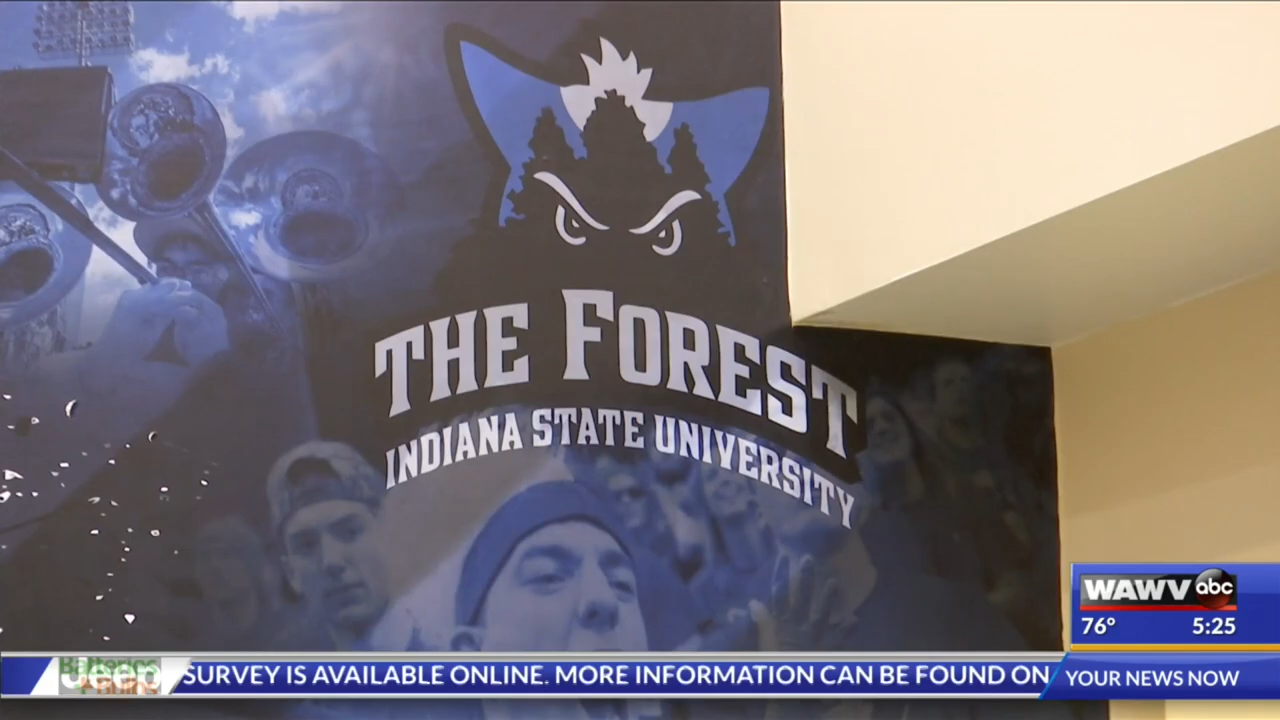 THE FOREST
INDIANA STATE UNIVERSITY
WAWV abc
76° 5:25
SURVEY IS AVAILABLE ONLINE. MORE INFORMATION CAN BE FOUND ON
YOUR NEWS NOW